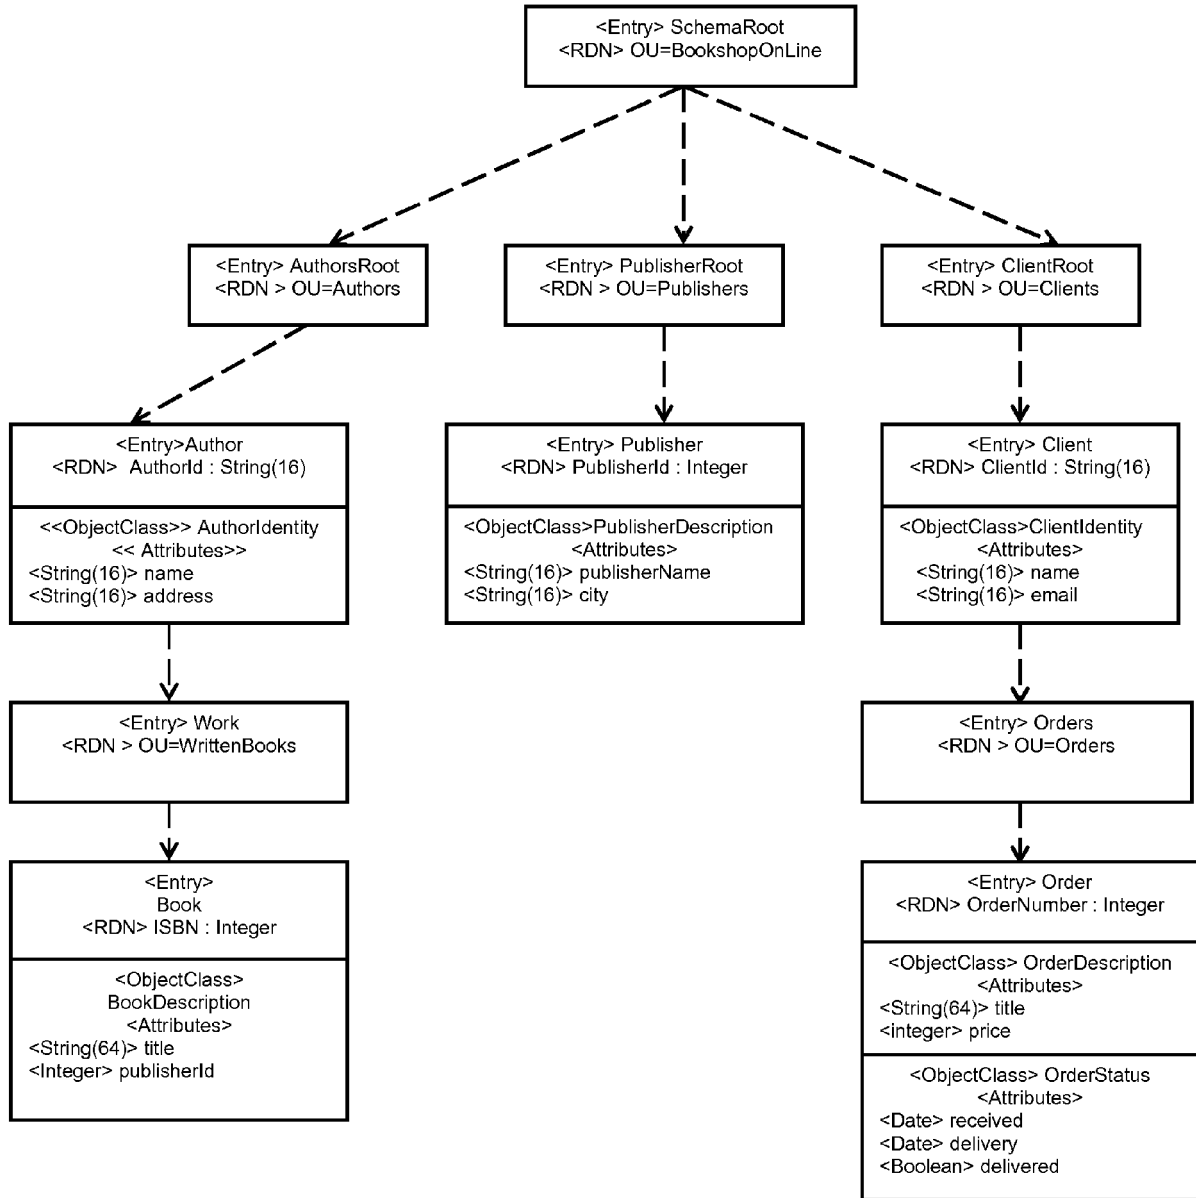 <Entry> SchemaRoot
<RDN> OU=BookshopOnLine
<Entry> AuthorsRoot
<RDN > OU=Authors
<Entry> PublisherRoot
<RDN > OU=Publishers
<Entry> ClientRoot
<RDN > OU=Clients
<Entry>Author
<RDN> AuthorId : String(16)
<<ObjectClass>> AuthorIdentity
<< Attributes>>
<String(16)> name
<String(16)> address
<Entry> Publisher
<RDN> PublisherId : Integer
<ObjectClass>PublisherDescription
<Attributes>
<String(16)> publisherName
<String(16)> city
<Entry> Client
<RDN> ClientId : String(16)
<ObjectClass>ClientIdentity
<Attributes>
<String(16)> name
<String(16)> email
<Entry> Work
<RDN > OU=WrittenBooks
<Entry> Orders
<RDN > OU=Orders
<Entry>
Book
<RDN> ISBN : Integer
<ObjectClass>
BookDescription
<Attributes>
<String(64)> title
<Integer> publisherId
<Entry> Order
<RDN> OrderNumber : Integer
<ObjectClass> OrderDescription
<Attributes>
<String(64)> title
<integer> price
<ObjectClass> OrderStatus
<Attributes>
<Date> received
<Date> delivery
<Boolean> delivered